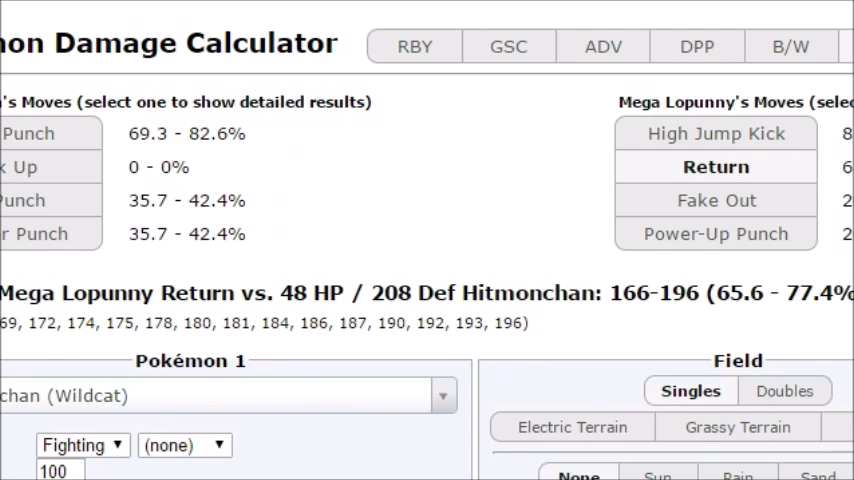 non Damage Calculator
RBY GSC ADV DPP B/W
's Moves (select one to show detailed results)
Mega Lopunny's Moves (selec
Punch 69.3 - 82.6%
High Jump Kick 8
k Up 0 - 0%
Return 6
Punch 35.7 - 42.4%
Fake Out 2
r Punch 35.7 - 42.4%
Power-Up Punch 2
Mega Lopunny Return vs. 48 HP / 208 Def Hitmonchan: 166-196 (65.6 - 77.4%
69, 172, 174, 175, 178, 180, 181, 184, 186, 187, 190, 192, 193, 196)
Pokémon 1
Field
chan (Wildcat)
Singles Doubles
Electric Terrain Grassy Terrain
Fighting (none)
100
None Sun Rain Sand